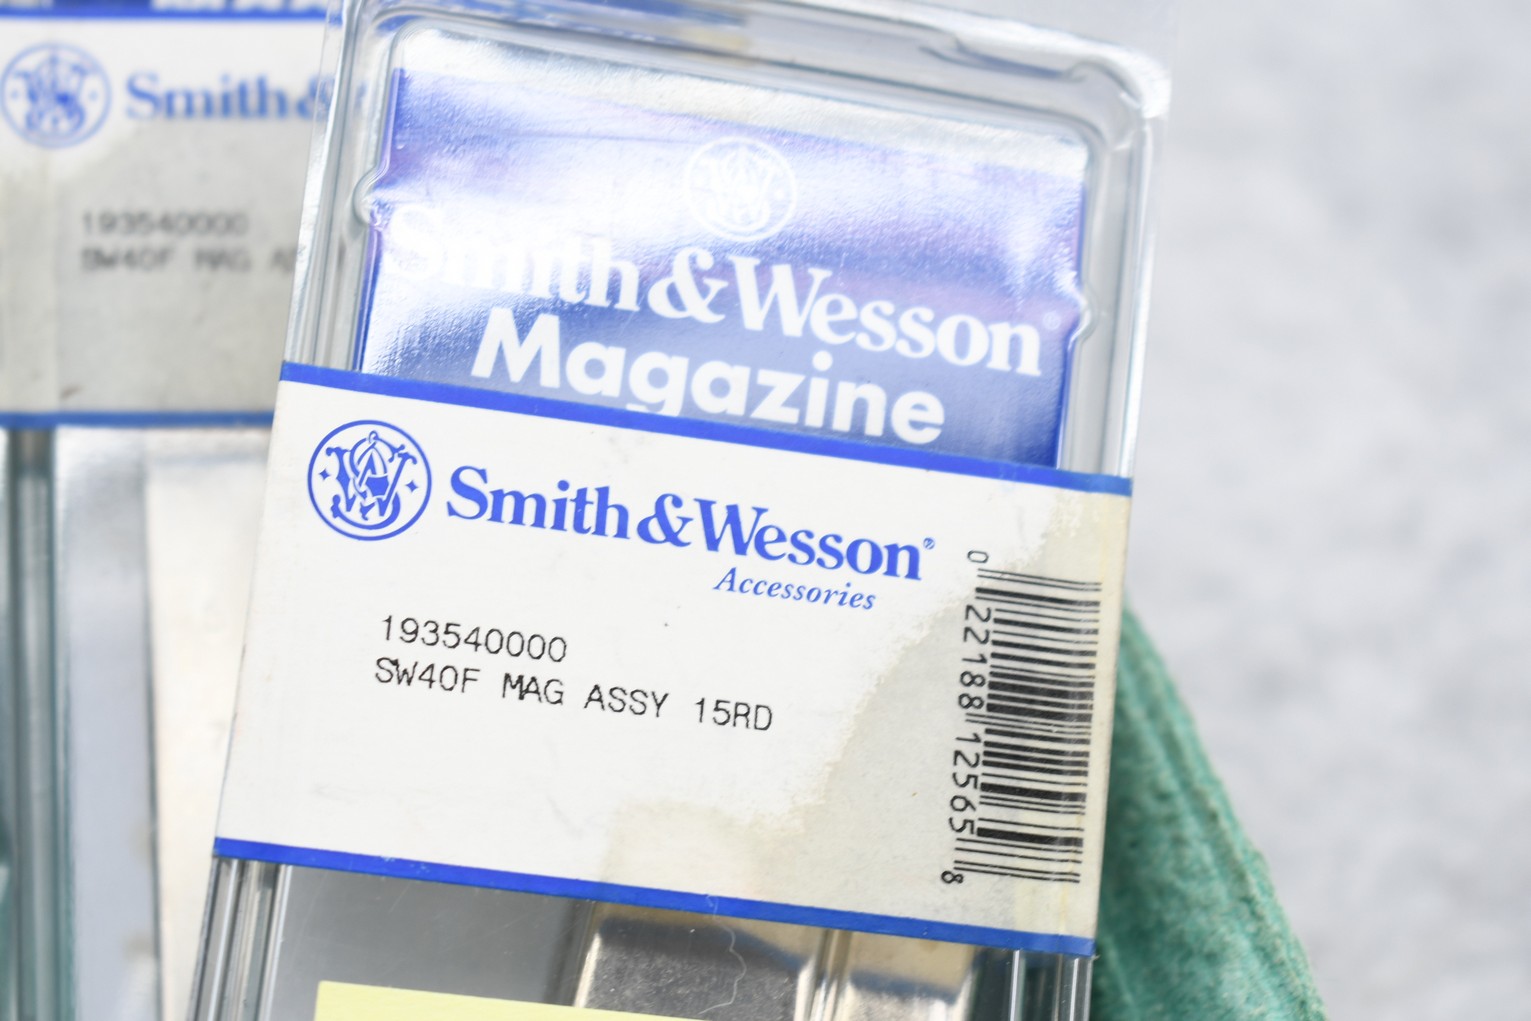 Smith &
193540000
SW40F MAG AS
Smith & Wesson®
Magazine
Smith & Wesson®
Accessories
193540000
SW40F MAG ASSY 15RD
0 22188 12565 8